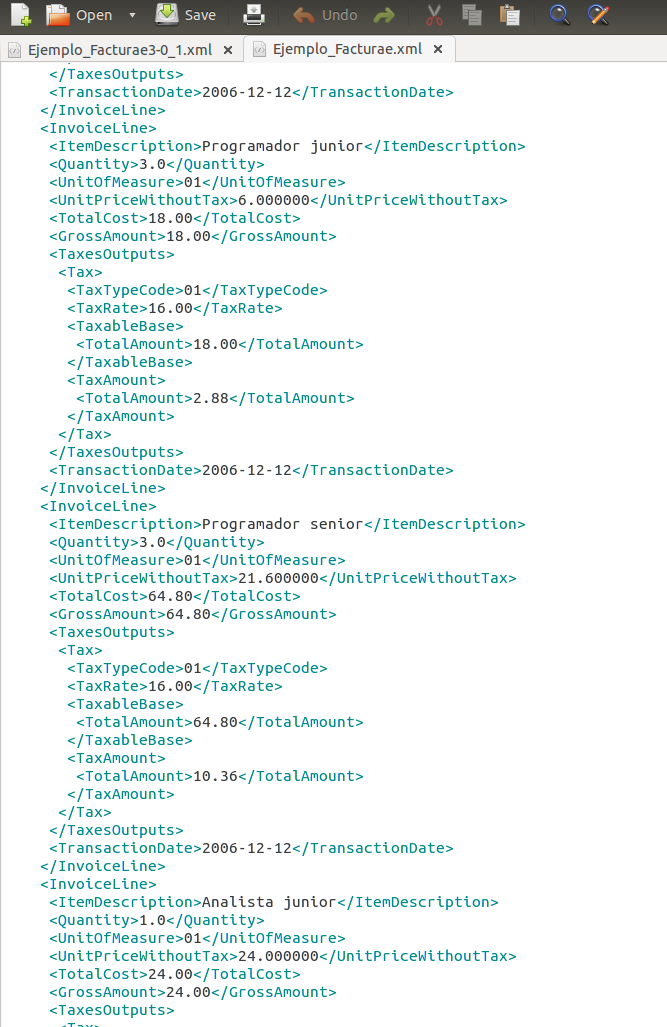 Open Save Undo
Ejemplo_Facturae3-0_1.xml Ejemplo_Facturae.xml
</TaxesOutputs>
<TransactionDate>2006-12-12</TransactionDate>
</InvoiceLine>
<InvoiceLine>
<ItemDescription>Programador junior</ItemDescription>
<Quantity>3.0</Quantity>
<UnitOfMeasure>01</UnitOfMeasure>
<UnitPriceWithoutTax>6.000000</UnitPriceWithoutTax>
<TotalCost>18.00</TotalCost>
<GrossAmount>18.00</GrossAmount>
<TaxesOutputs>
<Tax>
<TaxTypeCode>01</TaxTypeCode>
<TaxRate>16.00</TaxRate>
<TaxableBase>
<TotalAmount>18.00</TotalAmount>
</TaxableBase>
<TaxAmount>
<TotalAmount>2.88</TotalAmount>
</TaxAmount>
</Tax>
</TaxesOutputs>
<TransactionDate>2006-12-12</TransactionDate>
</InvoiceLine>
<InvoiceLine>
<ItemDescription>Programador senior</ItemDescription>
<Quantity>3.0</Quantity>
<UnitOfMeasure>01</UnitOfMeasure>
<UnitPriceWithoutTax>21.600000</UnitPriceWithoutTax>
<TotalCost>64.80</TotalCost>
<GrossAmount>64.80</GrossAmount>
<TaxesOutputs>
<Tax>
<TaxTypeCode>01</TaxTypeCode>
<TaxRate>16.00</TaxRate>
<TaxableBase>
<TotalAmount>64.80</TotalAmount>
</TaxableBase>
<TaxAmount>
<TotalAmount>10.36</TotalAmount>
</TaxAmount>
</Tax>
</TaxesOutputs>
<TransactionDate>2006-12-12</TransactionDate>
</InvoiceLine>
<InvoiceLine>
<ItemDescription>Analista junior</ItemDescription>
<Quantity>1.0</Quantity>
<UnitOfMeasure>01</UnitOfMeasure>
<UnitPriceWithoutTax>24.000000</UnitPriceWithoutTax>
<TotalCost>24.00</TotalCost>
<GrossAmount>24.00</GrossAmount>
<TaxesOutputs>
<Tax>